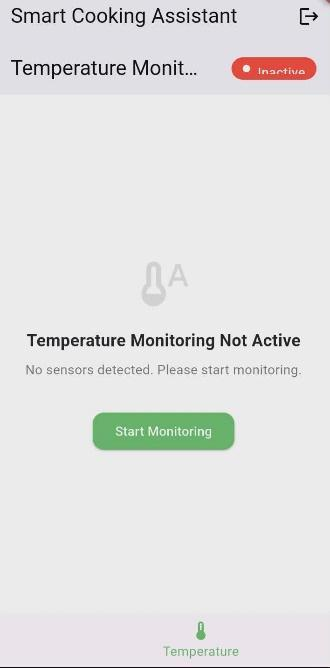 Smart Cooking Assistant
Temperature Monit...
Inactive
A
Temperature Monitoring Not Active
No sensors detected. Please start monitoring.
Start Monitoring
Temperature